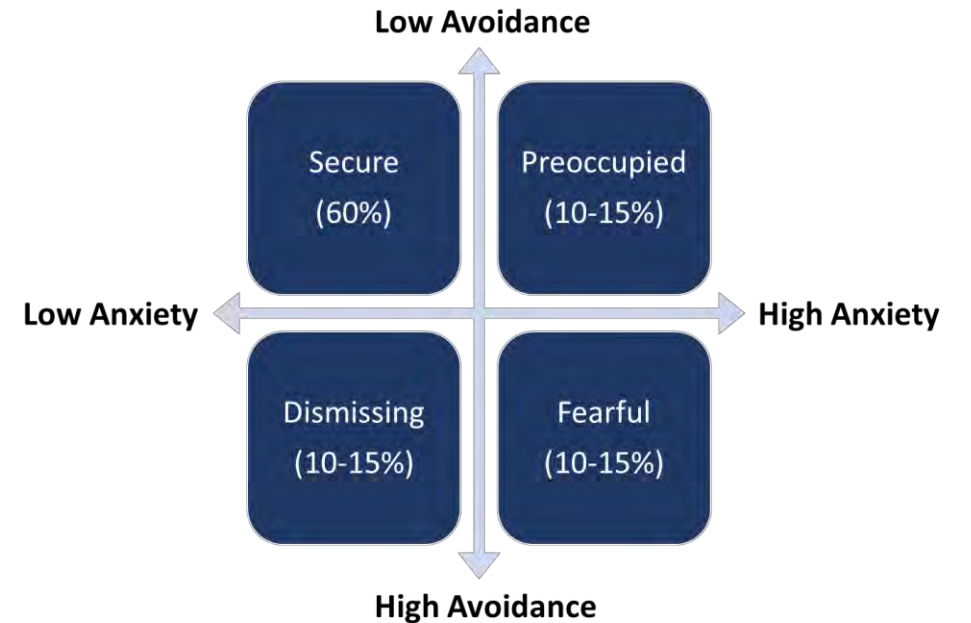 Low Avoidance
Secure
(60%)
Preoccupied
(10-15%)
Low Anxiety
High Anxiety
Dismissing
(10-15%)
Fearful
(10-15%)
High Avoidance